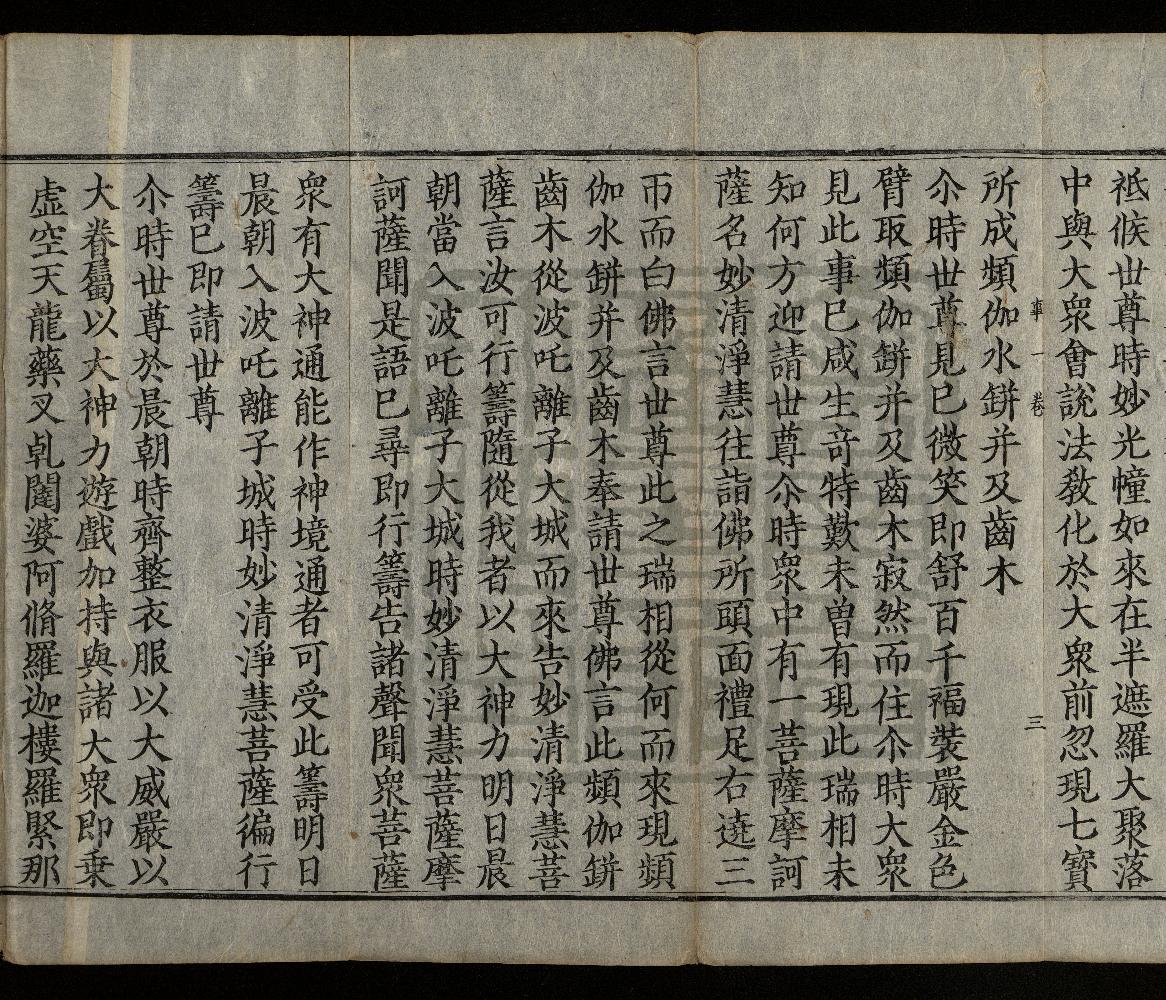 祇候世尊時妙光幢如來在半遮羅大聚落
中與大衆會說法教化於大衆前忽現七寶
事一卷 三
所成頻伽水缾并及齒木
尒時世尊見已微笑即舒百千福裝嚴金色
臂取頻伽缾并及齒木寂然而住尒時大衆
見此事已咸生竒特歎未曽有現此瑞相未
知何方迎請世尊尒時衆中有一菩薩摩訶
薩名妙清淨慧往詣佛所頭面禮足右遶三
帀而白佛言世尊此之瑞相從何而來現頻
伽水缾并及齒木奉請世尊佛言此頻伽缾
齒木從波吒離子大城而來告妙清淨慧菩
薩言汝可行籌隨從我者以大神力明日晨
朝當入波吒離子大城時妙清淨慧菩薩摩
訶薩聞是語已尋即行籌告諸聲聞衆菩薩
衆有大神通能作神境通者可受此籌明日
晨朝入波吒離子城時妙清淨慧菩薩徧行
籌已即請世尊
尒時世尊於晨朝時齊整衣服以大威嚴以
大眷屬以大神力遊戲加持與諸大衆即乗
虛空天龍藥叉乹闥婆阿脩羅迦樓羅緊那